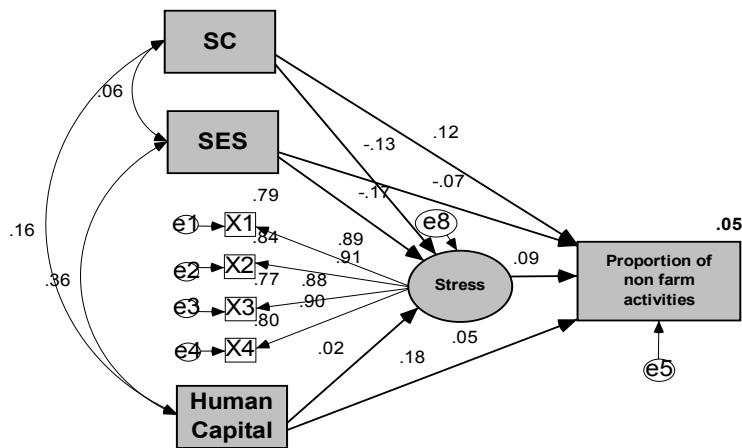 SC
.06
.12
-.13
SES
-.07
-.17
.79
e8
.05
e1
X1
.89
.84
.91
.09
Proportion of
non farm
activities
.16
e2
X2
.88
.36
.77
Stress
e3
X3
.90
.80
e4
X4
.02
.18
.05
e5
Human
Capital